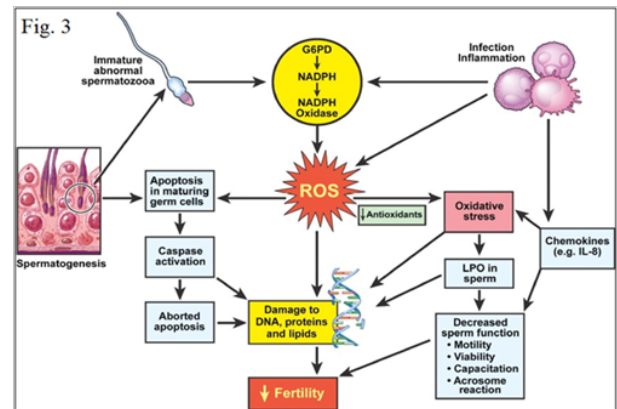 Fig. 3
Immature
abnormal
spermatozooa
G6PD
NADPH
NADPH
Oxidase
Infection
Inflammation
Spermatogenesis
Apoptosis
in maturing
germ cells
ROS
↓Antioxidants
Oxidative
stress
Chemokines
(e.g. IL-8)
Caspase
activation
LPO in
sperm
Aborted
apoptosis
Damage to
DNA, proteins
and lipids
Decreased
sperm function
• Motility
• Viability
• Capacitation
• Acrosome
reaction
↓ Fertility